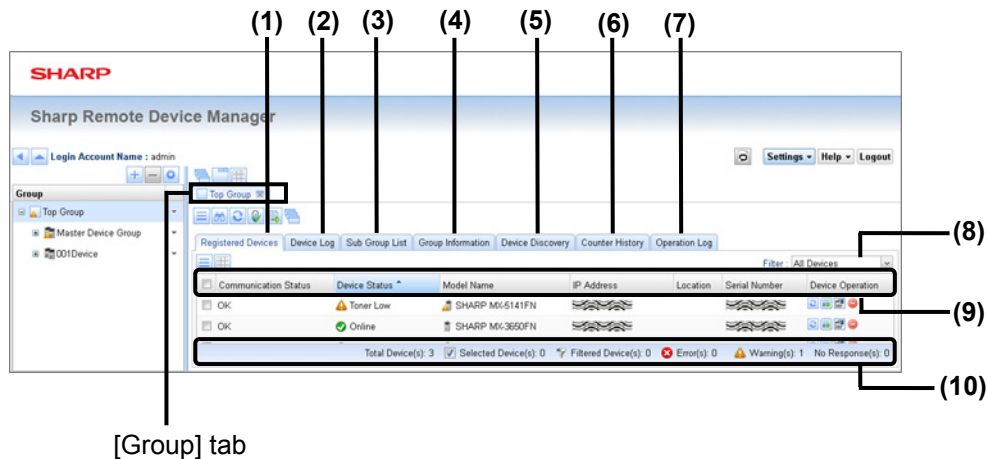 (1) (2) (3) (4) (5) (6) (7)
SHARP
Sharp Remote Device Manager
Login Account Name : admin
Settings Help Logout
Group
Top Group
Top Group
Master Device Group
001Device
Registered Devices Device Log Sub Group List Group Information Device Discovery Counter History Operation Log
(8)
Filter : All Devices
Communication Status Device Status Model Name IP Address Location Serial Number Device Operation
(9)
OK Toner Low SHARP MX-5141FN
OK Online SHARP MX-3650FN
Total Device(s): 3 Selected Device(s): 0 Filtered Device(s): 0 Error(s): 0 Warning(s): 1 No Response(s): 0
(10)
[Group] tab